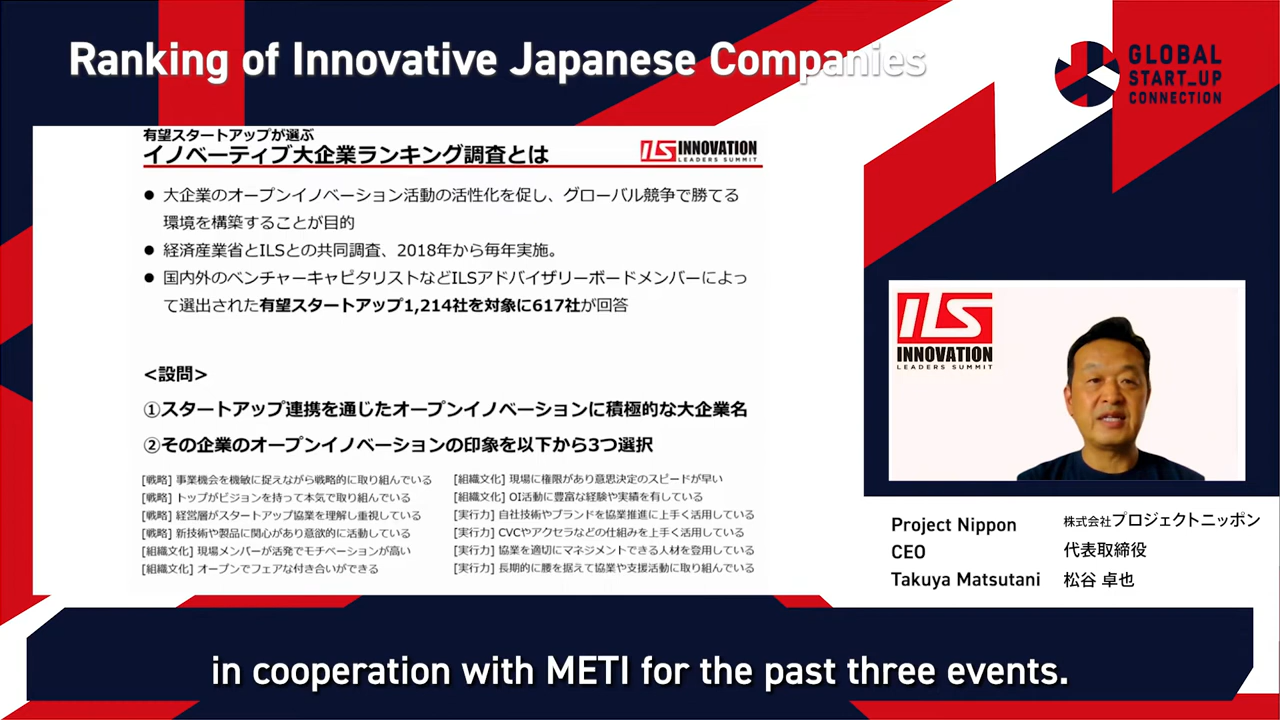 Ranking of Innovative Japanese Companies
GLOBAL
START_UP
CONNECTION
有望スタートアップが選ぶ
イノベーティブ大企業ランキング調査とは
ILS INNOVATION
LEADERS SUMMIT
● 大企業のオープンイノベーション活動の活性化を促し、グローバル競争で勝てる
環境を構築することが目的
● 経済産業省とILSとの共同調査、2018年から毎年実施。
● 国内外のベンチャーキャピタリストなどILSアドバイザリーボードメンバーによっ
て選出された有望スタートアップ1,214社を対象に617社が回答
<設問>
①スタートアップ連携を通じたオープンイノベーションに積極的な大企業名
②その企業のオープンイノベーションの印象を以下から3つ選択
[戦略] 事業機会を機敏に捉えながら戦略的に取り組んでいる
[戦略] トップがビジョンを持って本気で取り組んでいる
[戦略] 経営層がスタートアップ協業を理解し重視している
[戦略] 新技術や製品に関心があり意欲的に活動している
[組織文化] 現場メンバーが活発でモチベーションが高い
[組織文化] オープンでフェアな付き合いができる
[組織文化] 現場に権限があり意思決定のスピードが早い
[組織文化] OI活動に豊富な経験や実績を有している
[実行力] 自社技術やブランドを協業推進に上手く活用している
[実行力] CVCやアクセラなどの仕組みを上手く活用している
[実行力] 協業を適切にマネジメントできる人材を登用している
[実行力] 長期的に腰を据えて協業や支援活動に取り組んでいる
ILS
INNOVATION
LEADERS SUMMIT
Project Nippon
CEO
Takuya Matsutani
株式会社プロジェクトニッポン
代表取締役
松谷 卓也
in cooperation with METI for the past three events.